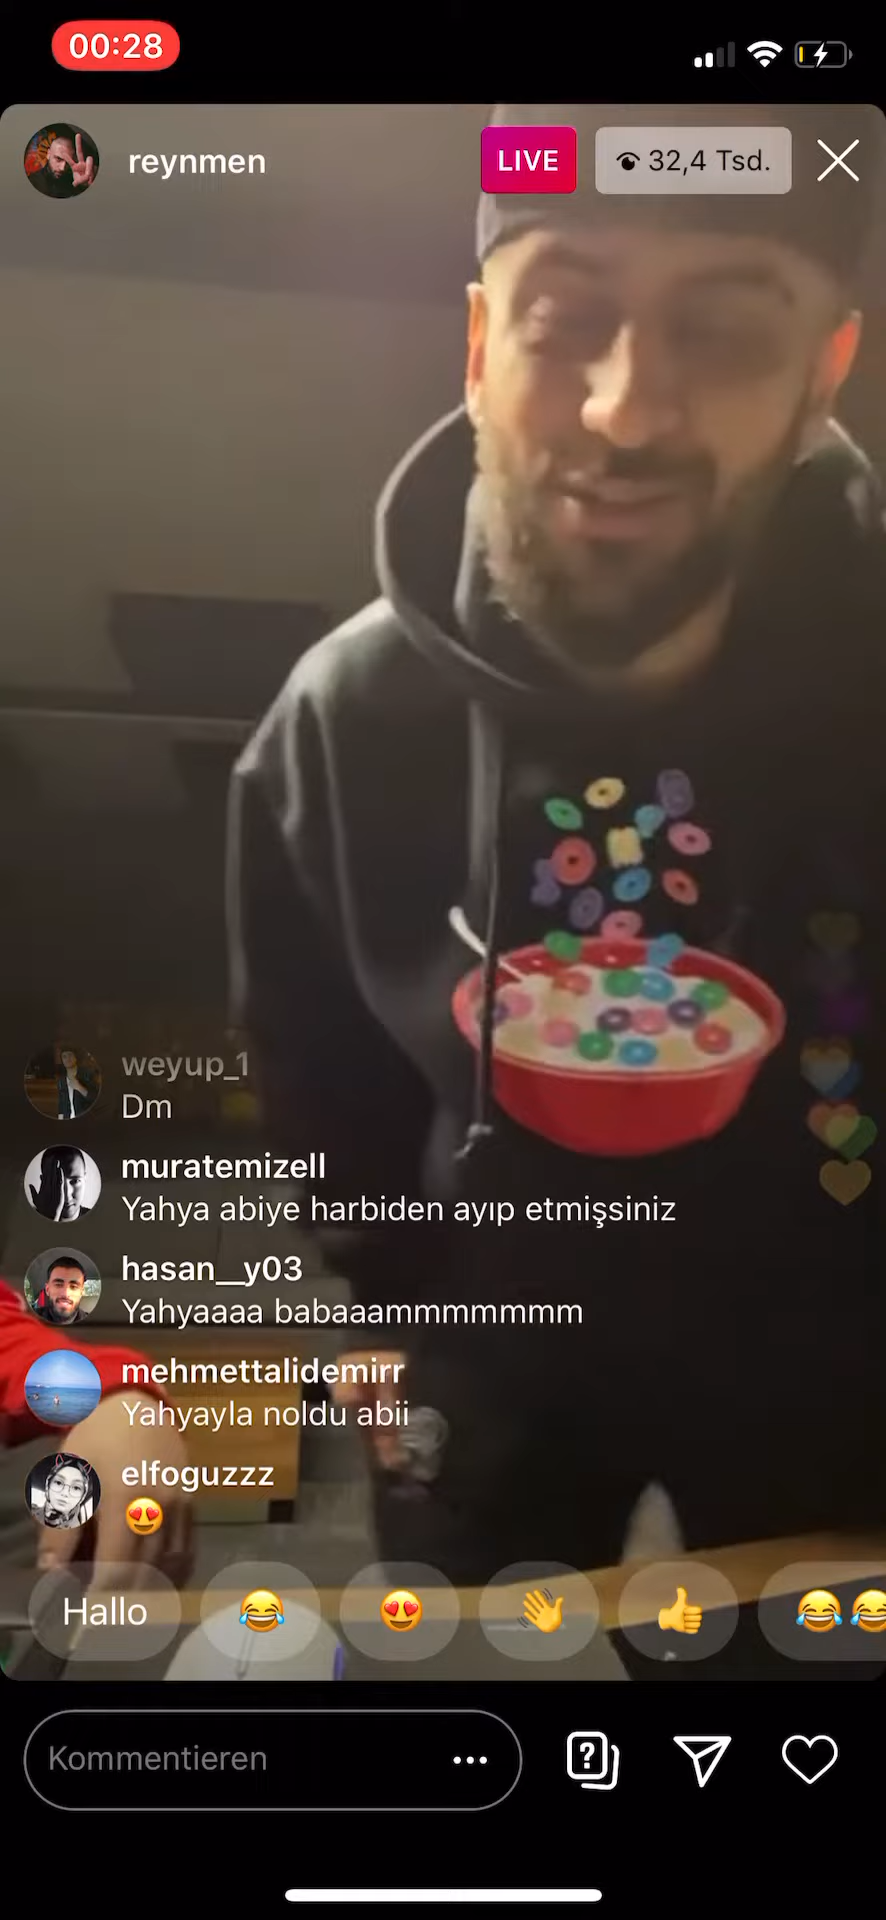 00:28
reynmen
LIVE
32,4 Tsd.
weyup_1
Dm
muratemizell
Yahya abiye harbiden ayıp etmişsiniz
hasan__y03
Yahyaaaa babaaammmmmmm
mehmettalidemirr
Yahyayla noldu abii
elfoguzzz
😍
Hallo 😂 😍 👋 👍 😂😂
Kommentieren